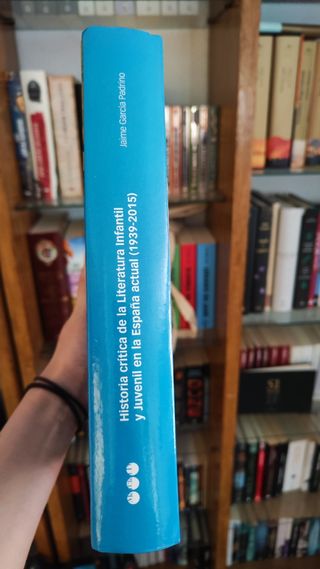 Jaime García Padrino
Historia crítica de la Literatura Infantil
y Juvenil en la España actual (1939-2015)